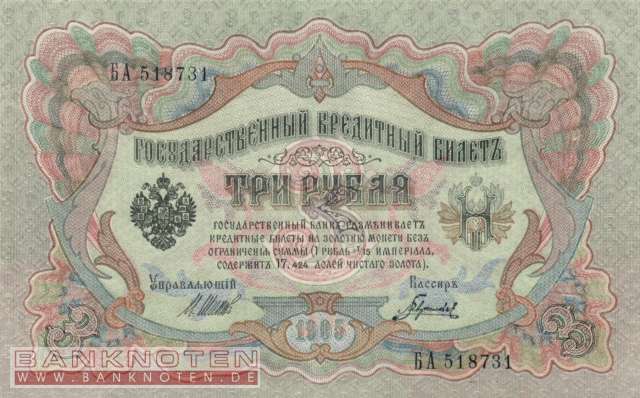 БА 518731
Государственный Кредитный Билетъ
ТРИ РУБЛЯ
Государственный банкъ размѣниваетъ
кредитные билеты на золотую монету безъ
ограниченія суммы (1 рубль = 1/15 имперіала,
содержитъ 17,424 долей чистаго золота).
Управляющій
Кассиръ
1905
3
3
БА 518731
BANKNOTEN
WWW.BANKNOTEN.DE